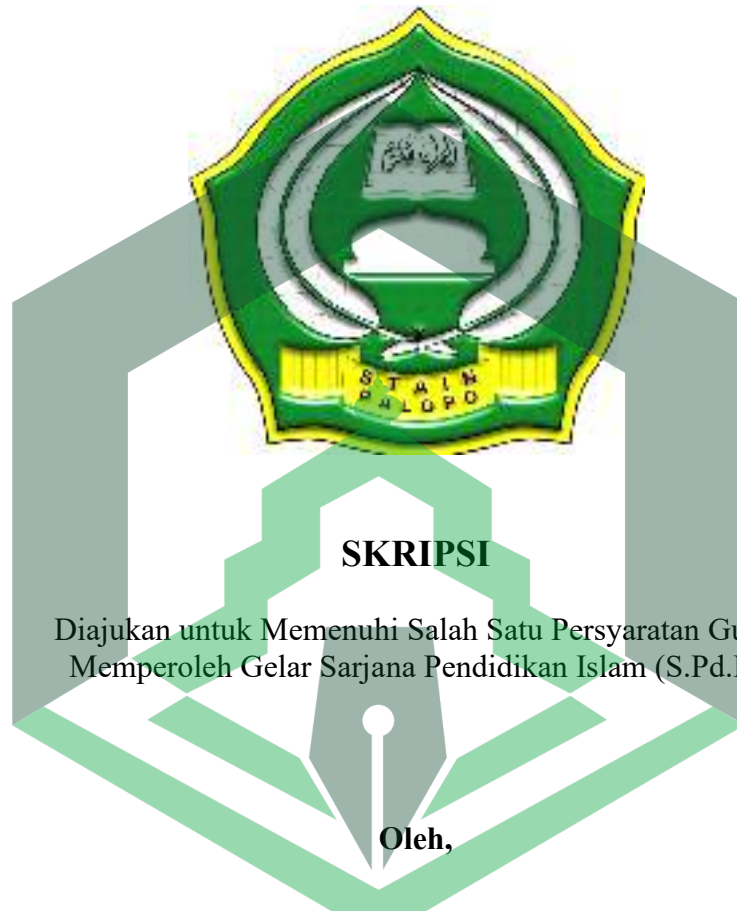 STAIN
PALOPO
SKRIPSI
Diajukan untuk Memenuhi Salah Satu Persyaratan Gu
Memperoleh Gelar Sarjana Pendidikan Islam (S.Pd.I
Oleh,